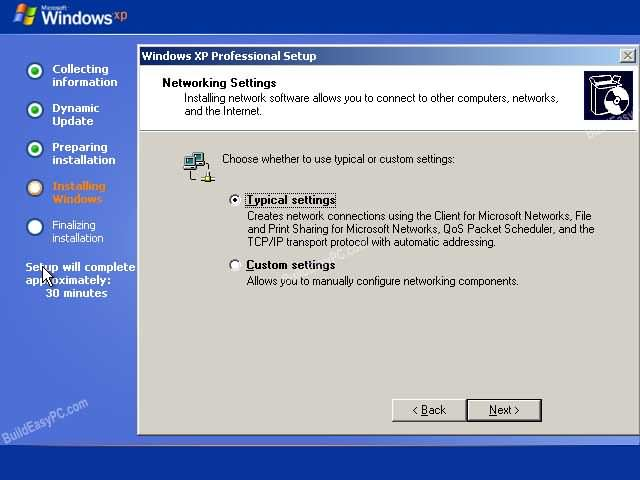 Microsoft
Windows xp
Collecting
information
Dynamic
Update
Preparing
installation
Installing
Windows
Finalizing
installation
Setup will complete
approximately:
30 minutes
BuildEasyPC.com
Windows XP Professional Setup
Networking Settings
Installing network software allows you to connect to other computers, networks,
and the Internet.
Choose whether to use typical or custom settings:
Typical settings
Creates network connections using the Client for Microsoft Networks, File
and Print Sharing for Microsoft Networks, QoS Packet Scheduler, and the
TCP/IP transport protocol with automatic addressing.
Custom settings
Allows you to manually configure networking components.
< Back
Next >